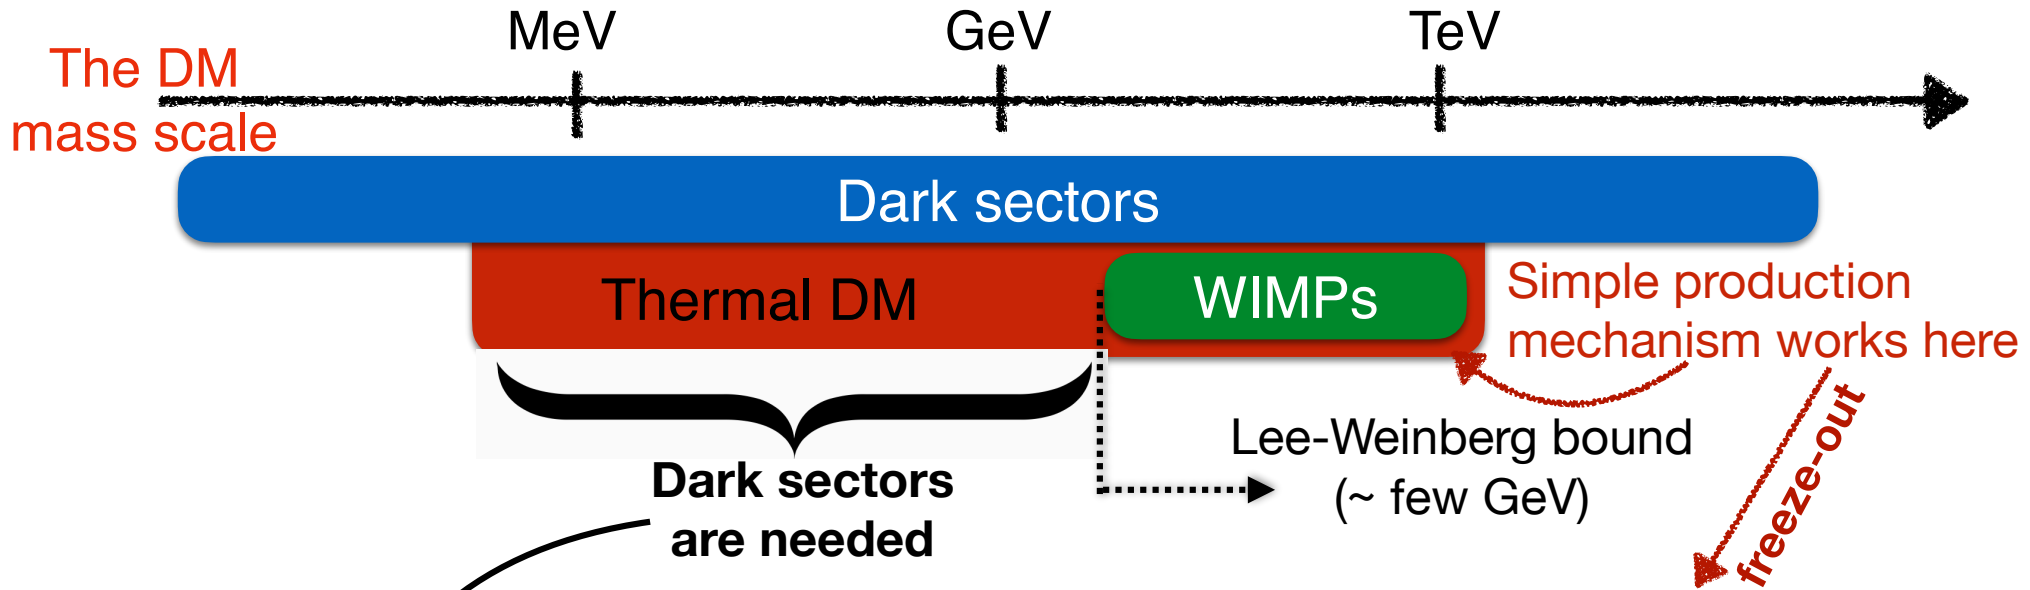 MeV
GeV
TeV
The DM
mass scale
Dark sectors
Thermal DM
WIMPs
Simple production
mechanism works here
Lee-Weinberg bound
(~ few GeV)
freeze-out
Dark sectors
are needed